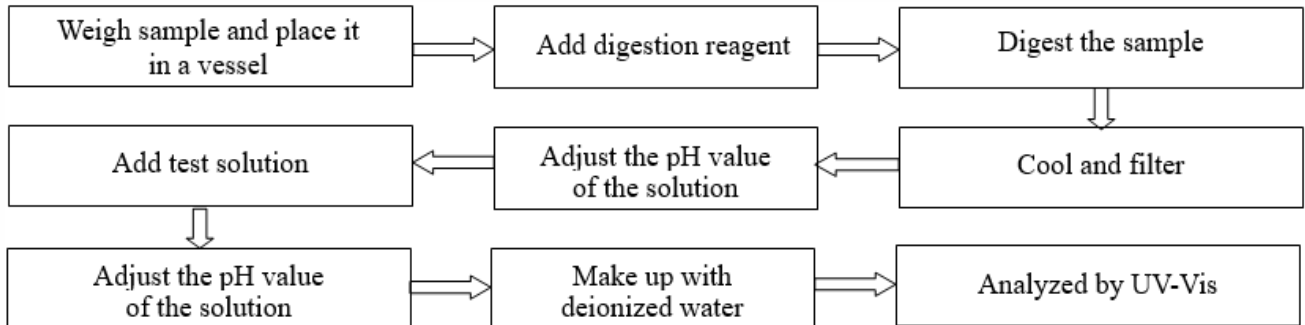 Weigh sample and place it
in a vessel
Add digestion reagent
Digest the sample
Add test solution
Adjust the pH value
of the solution
Cool and filter
Adjust the pH value
of the solution
Make up with
deionized water
Analyzed by UV-Vis